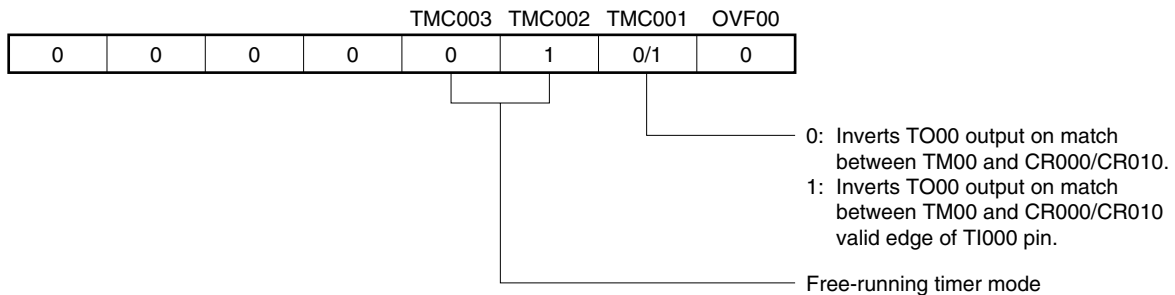 TMC003 TMC002 TMC001 OVF00
0 0 0 0 0 1 0/1 0
0: Inverts TO00 output on match
between TM00 and CR000/CR010.
1: Inverts TO00 output on match
between TM00 and CR000/CR010
valid edge of TI000 pin.
Free-running timer mode